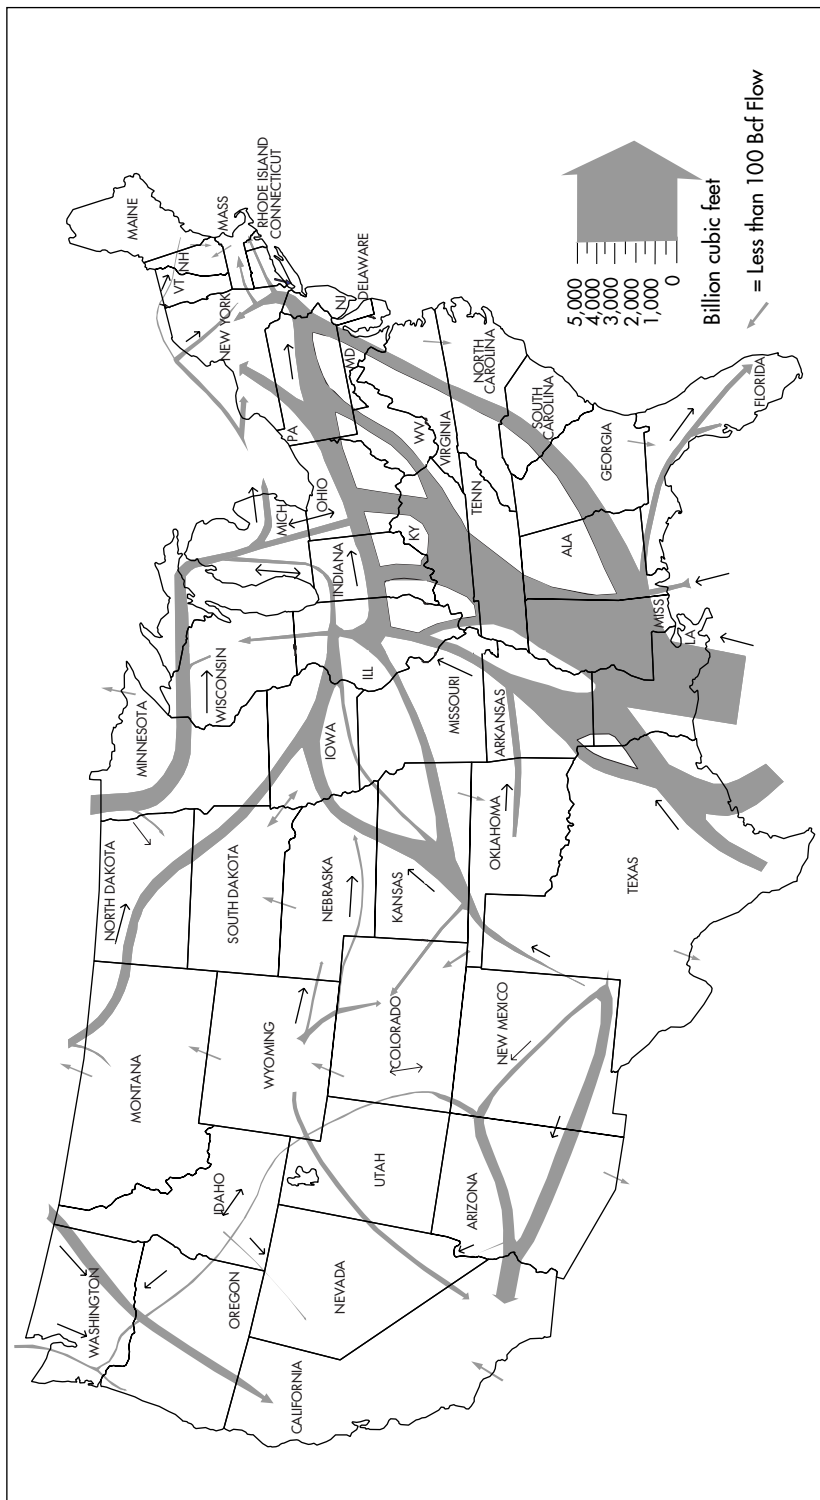 WASHINGTON
MONTANA
NORTH DAKOTA
MINNESOTA
MAINE
OREGON
IDAHO
WYOMING
SOUTH DAKOTA
WISCONSIN
MICH
NEW YORK
VT
NH
MASS
RHODE ISLAND
CONNECTICUT
CALIFORNIA
NEVADA
UTAH
COLORADO
NEBRASKA
IOWA
ILL
INDIANA
OHIO
PA
NJ
DELAWARE
MD
ARIZONA
NEW MEXICO
KANSAS
MISSOURI
KY
WV
VIRGINIA
OKLAHOMA
ARKANSAS
TENN
NORTH
CAROLINA
SOUTH
CAROLINA
TEXAS
LA
MISS
ALA
GEORGIA
FLORIDA
5,000
4,000
3,000
2,000
1,000
0
Billion cubic feet
= Less than 100 Bcf Flow